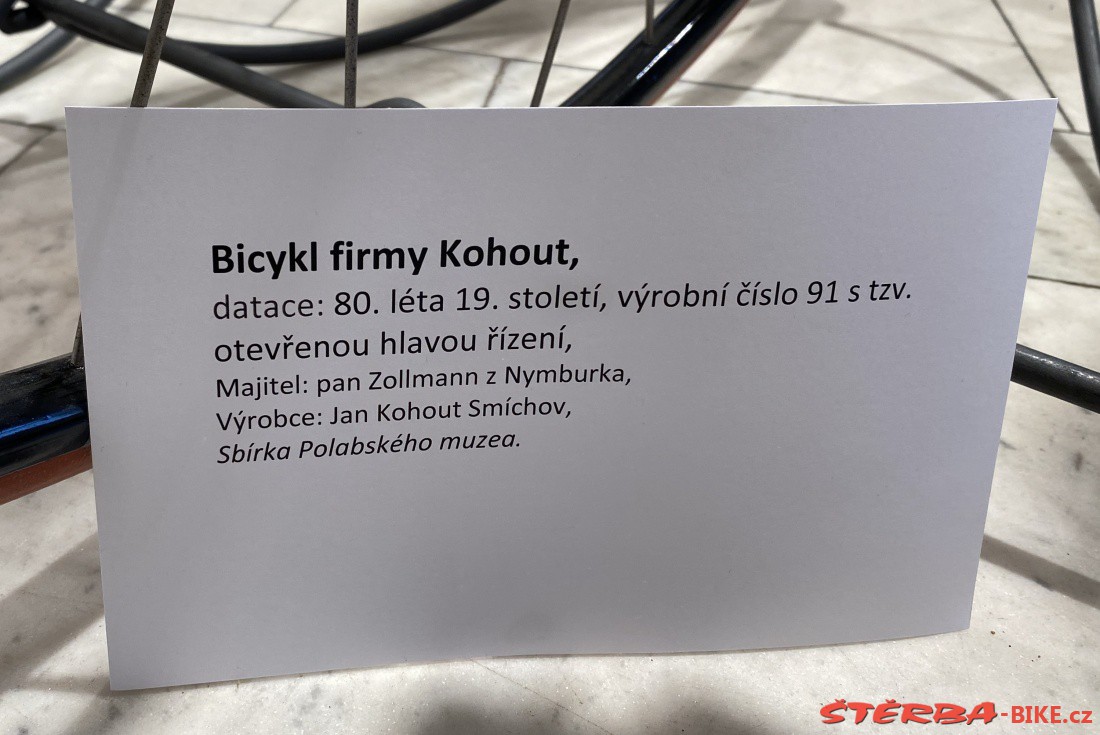 Bicykl firmy Kohout,
datace: 80. léta 19. století, výrobní číslo 91 s tzv.
otevřenou hlavou řízení,
Majitel: pan Zollmann z Nymburka,
Výrobce: Jan Kohout Smíchov,
Sbírka Polabského muzea.
ŠTĒRBA-BIKE.cz